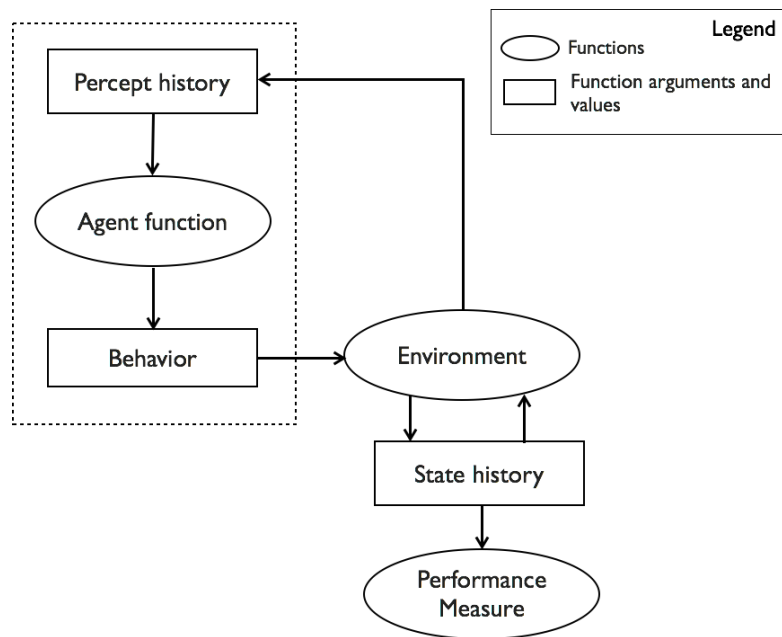 Legend
Functions
Function arguments and
values
Percept history
Agent function
Behavior
Environment
State history
Performance
Measure